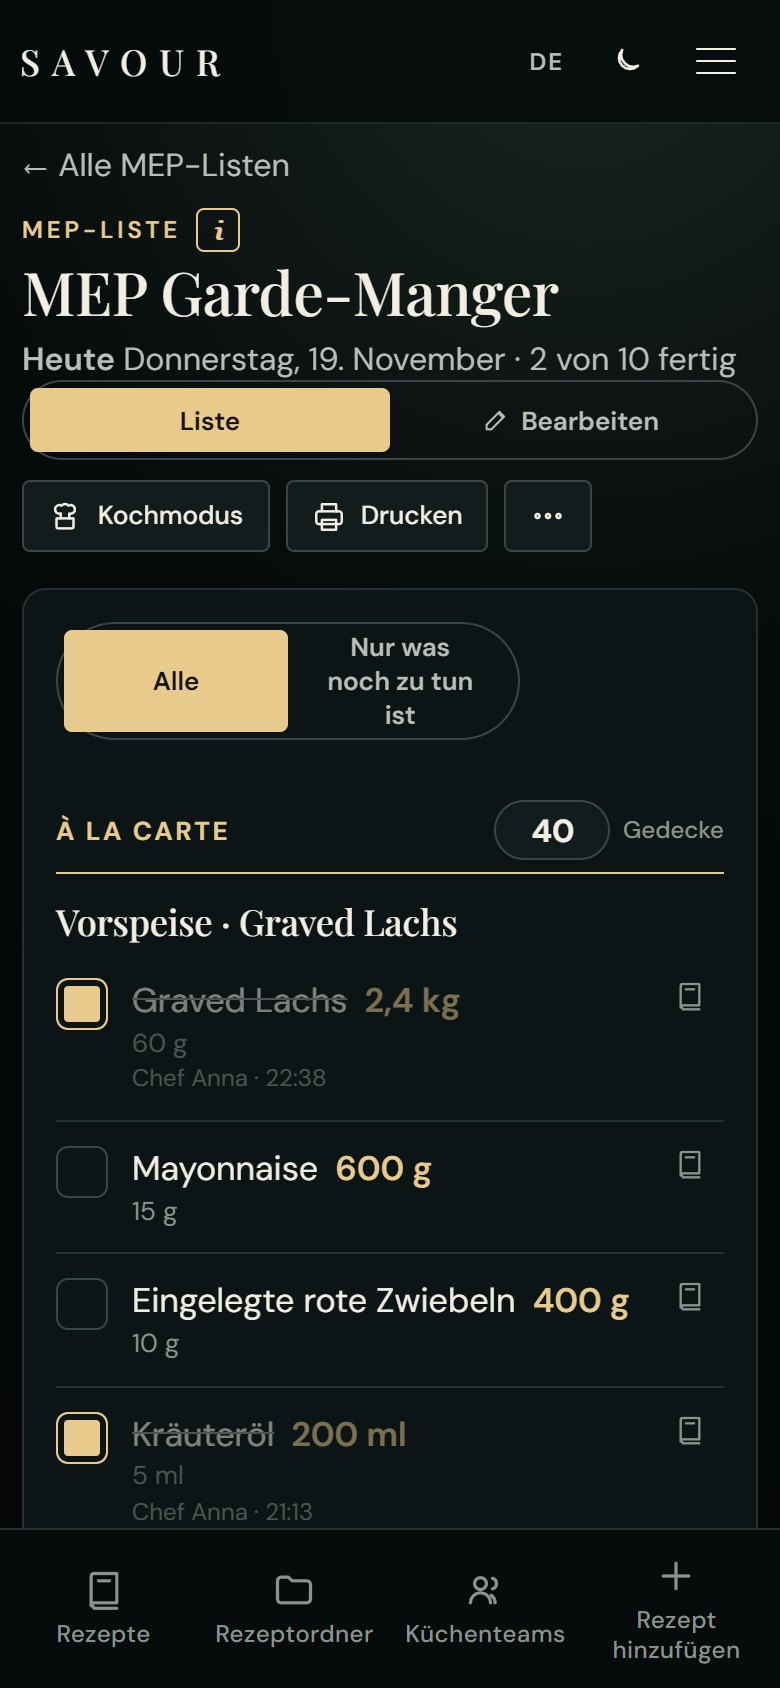 SAVOUR
DE
← Alle MEP-Listen
MEP-LISTE i
MEP Garde-Manger
Heute Donnerstag, 19. November · 2 von 10 fertig
Liste
Bearbeiten
Kochmodus
Drucken
Alle
Nur was
noch zu tun
ist
À LA CARTE
40 Gedecke
Vorspeise · Graved Lachs
Graved Lachs 2,4 kg
60 g
Chef Anna · 22:38
Mayonnaise 600 g
15 g
Eingelegte rote Zwiebeln 400 g
10 g
Kräuteröl 200 ml
5 ml
Chef Anna · 21:13
Rezepte
Rezeptordner
Küchenteams
Rezept
hinzufügen